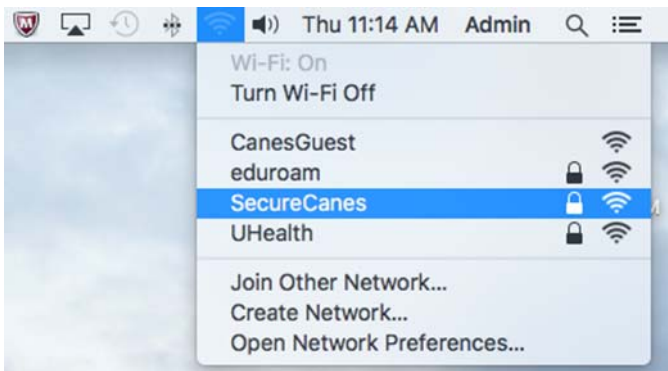 Thu 11:14 AM Admin
Wi-Fi: On
Turn Wi-Fi Off
CanesGuest
eduroam
SecureCanes
UHealth
Join Other Network...
Create Network...
Open Network Preferences...